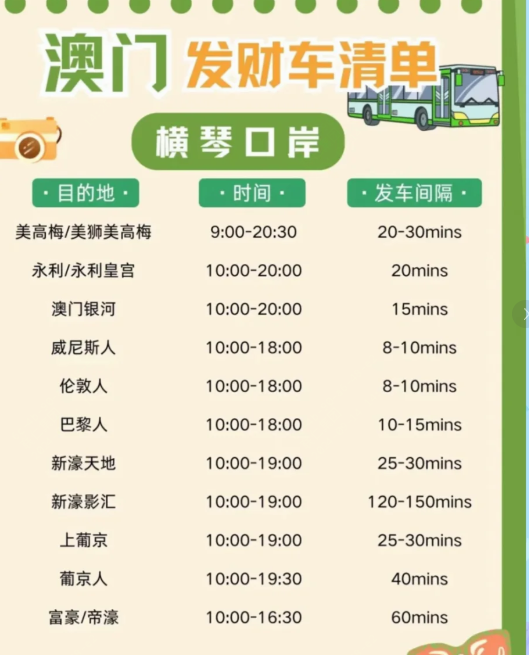 澳门 发财车清单
横琴口岸
·目的地· ·时间· ·发车间隔·
美高梅/美狮美高梅 9:00-20:30 20-30mins
永利/永利皇宫 10:00-20:00 20mins
澳门银河 10:00-20:00 15mins
威尼斯人 10:00-18:00 8-10mins
伦敦人 10:00-18:00 8-10mins
巴黎人 10:00-18:00 10-15mins
新濠天地 10:00-19:00 25-30mins
新濠影汇 10:00-19:00 120-150mins
上葡京 10:00-19:00 25-30mins
葡京人 10:00-19:30 40mins
富豪/帝濠 10:00-16:30 60mins